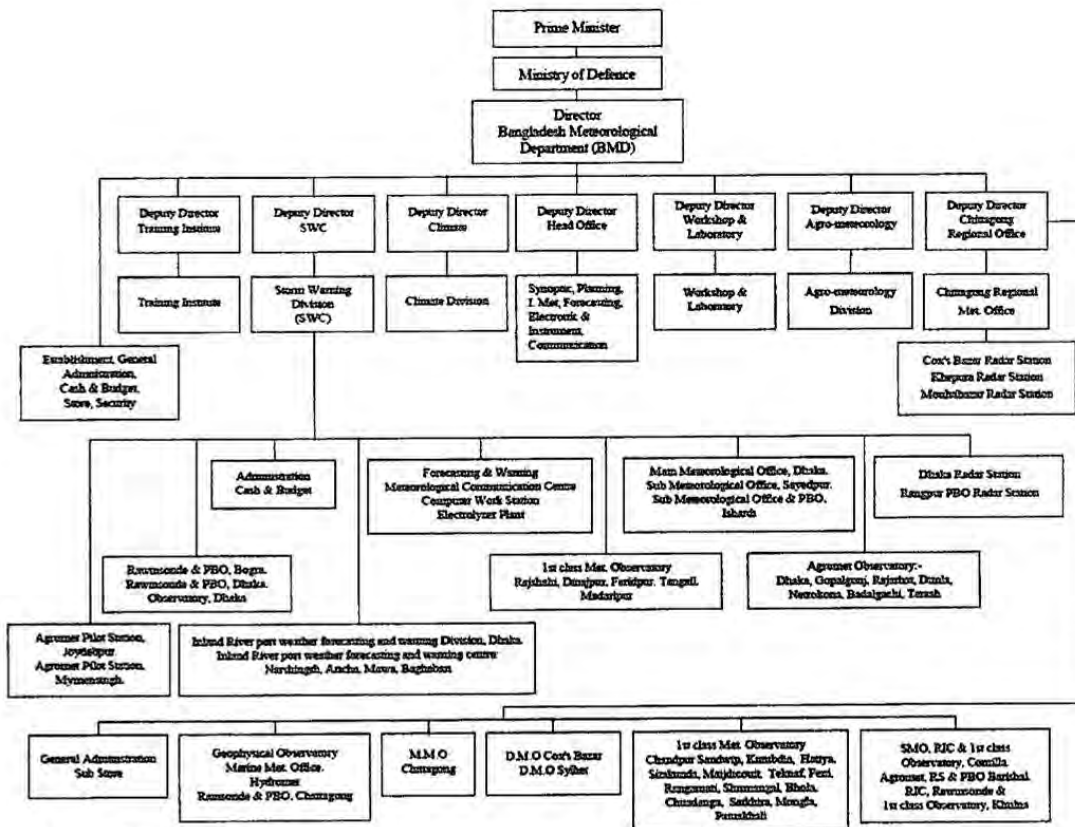 Prime Minister
Ministry of Defence
Director
Bangladesh Meteorological
Department (BMD)
Deputy Director
Training Institute
Deputy Director
SWC
Deputy Director
Climate
Deputy Director
Head Office
Deputy Director
Workshop &
Laboratory
Deputy Director
Agro-meteorology
Deputy Director
Chittagong
Regional Office
Training Institute
Storm Warning
Division
(SWC)
Climate Division
Synoptic, Planning,
I. Met, Forecasting,
Electronic &
Instrument,
Communication
Workshop &
Laboratory
Agro-meteorology
Division
Chittagong Regional
Met. Office
Establishment, General
Administration,
Cash & Budget,
Store, Security
Cox's Bazar Radar Station
Khepura Radar Station
Moulvibazar Radar Station
Administration
Cash & Budget
Forecasting & Warning
Meteorological Communication Centre
Computer Work Station
Electrolyzer Plant
Main Meteorological Office, Dhaka.
Sub Meteorological Office, Sayedpur.
Sub Meteorological Office & PBO,
Ishardi
Dhaka Radar Station
Rangpur PBO Radar Station
Rawinsonde & PBO, Bogra.
Rawinsonde & PBO, Dhaka.
Observatory, Dhaka
1st class Met. Observatory
Rajshahi, Dinajpur, Faridpur, Tangail,
Madaripur
Agromet Observatory:-
Dhaka, Gopalganj, Rajarhat, Dimla,
Netrokona, Badalgachi, Tarash
Agromet Pilot Station,
Joydebpur.
Agromet Pilot Station,
Mymensingh.
Inland River port weather forecasting and warning Division, Dhaka.
Inland River port weather forecasting and warning centre
Narshingdi, Aricha, Mawa, Baghabari
General Administration
Sub Store
Geophysical Observatory
Marine Met. Office.
Hydromet
Ransonde & PBO, Chittagong
M.M.O
Chittagong
D.M.O Cox's Bazar
D.M.O Sylhet
1st class Met. Observatory
Chandpur Sandwip, Kutubdia, Hatiya,
Sitakunda, Maijdicourt, Teknaf, Feni,
Rangamati, Shrimangal, Bhola,
Chuadanga, Satkhira, Mongla,
Patuakhali
SMO, RJC & 1st class
Observatory, Comilla.
Agromet, RS & PBO Barishal.
RJC, Rawinsonde &
1st class Observatory, Khulna